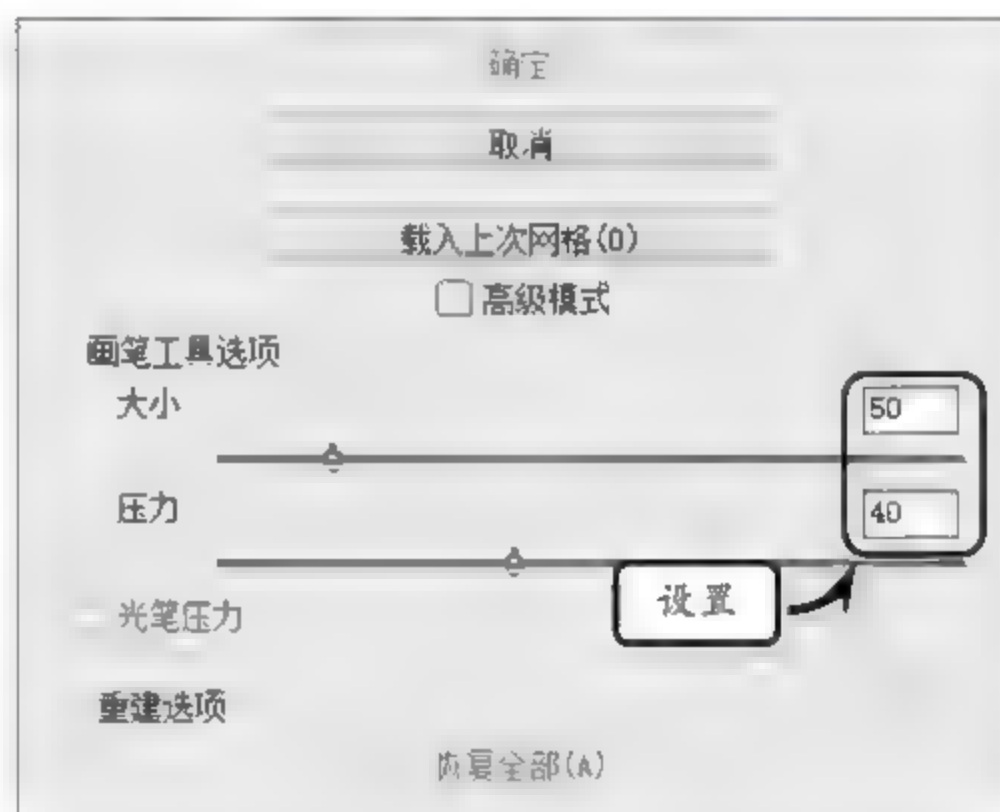 确定
取消
载入上次网格(O)
高级模式
画笔工具选项
大小
50
压力
40
设置
光笔压力
重建选项
恢复全部(A)